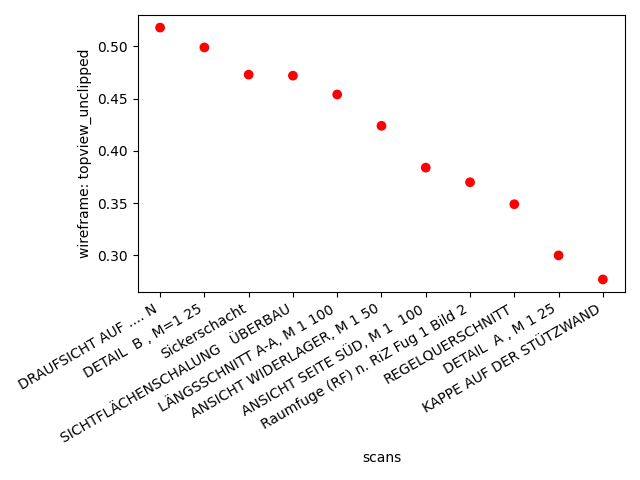 0.50
0.45
0.40
0.35
0.30
wireframe: topview_unclipped
DRAUFSICHT AUF .... N
DETAIL  B , M=1 25
Sickerschacht
SICHTFLÄCHENSCHALUNG   ÜBERBAU
LÄNGSSCHNITT A-A, M 1 100
ANSICHT WIDERLAGER, M 1 50
ANSICHT SEITE SÜD, M 1  100
Raumfuge (RF) n. RiZ Fug 1 Bild 2
REGELQUERSCHNITT
DETAIL  A , M 1 25
KAPPE AUF DER STÜTZWAND
scans